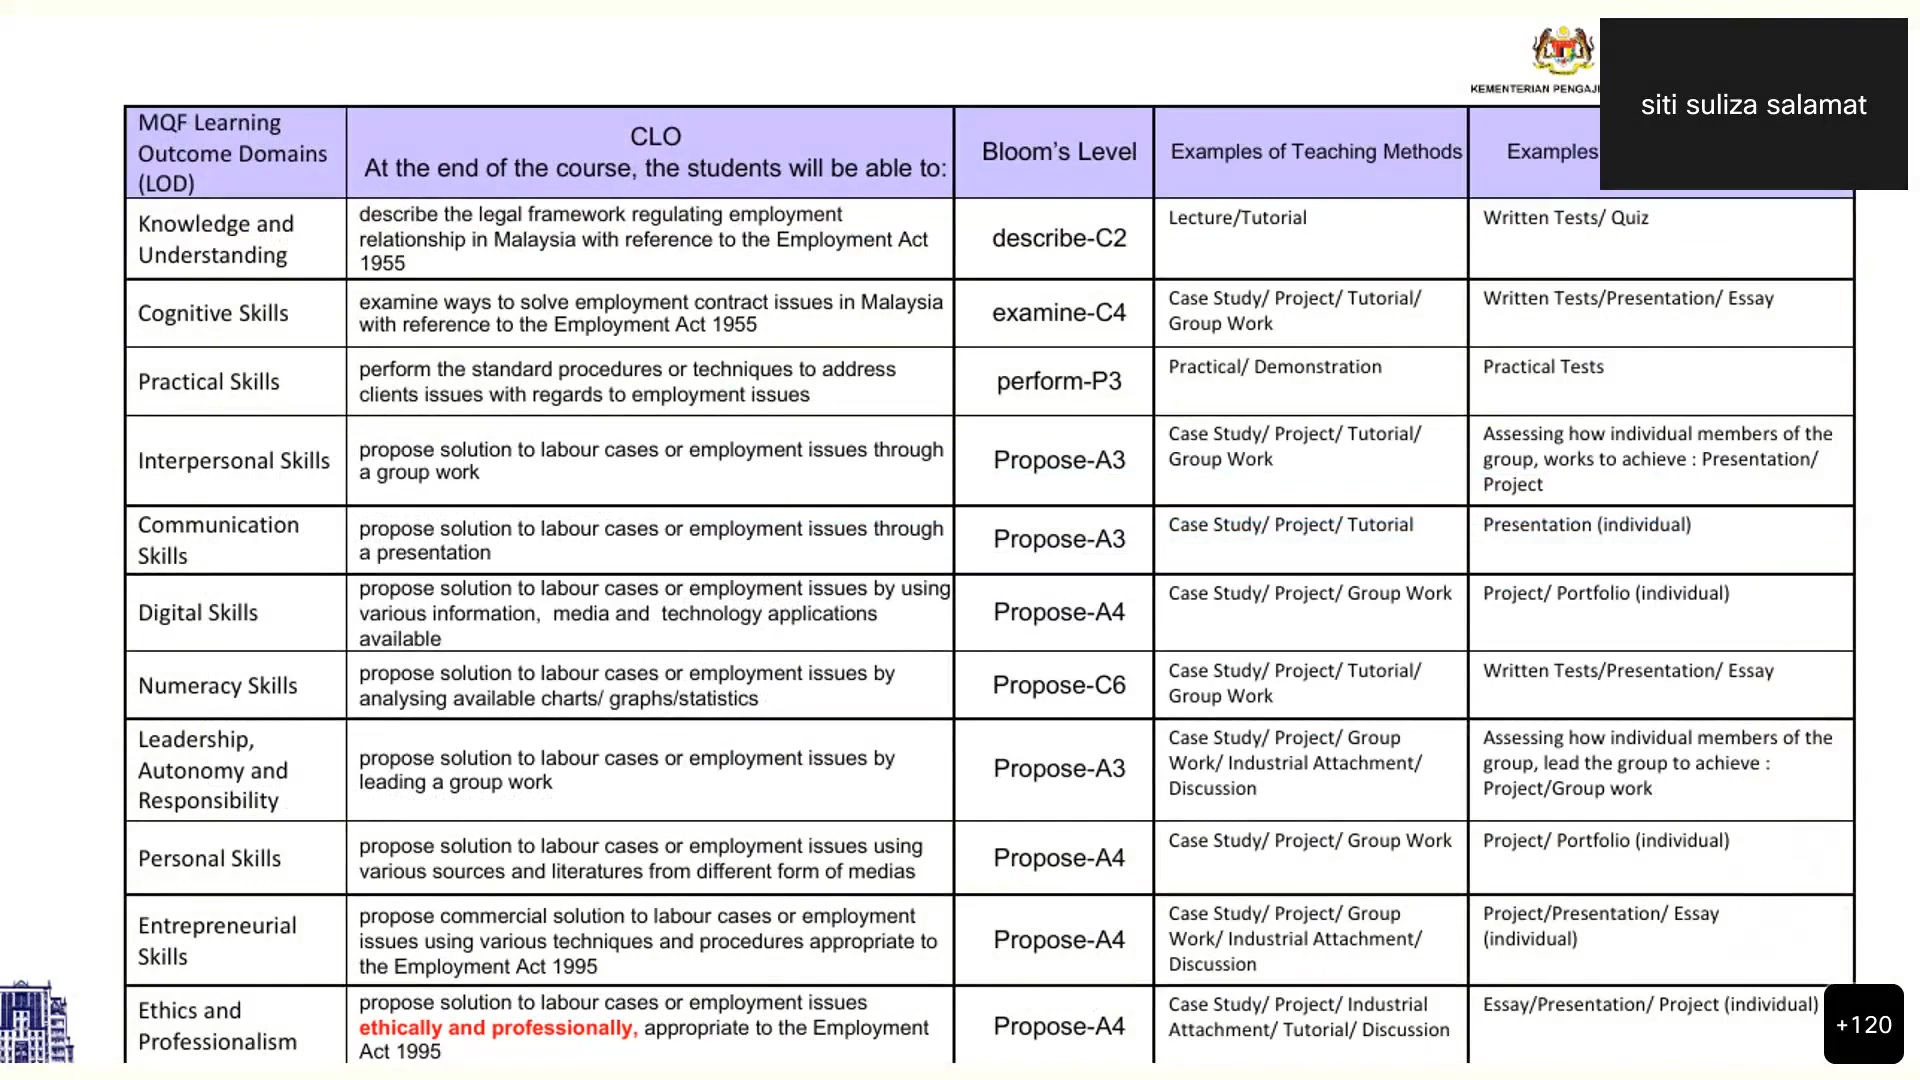 KEMENTERIAN
siti suliza salamat
MQF Learning
Outcome Domains
(LOD)
CLO
At the end of the course, the students will be able to:
Bloom's Level
Examples of Teaching Methods
Examples
Knowledge and
Understanding
describe the legal framework regulating employment
relationship in Malaysia with reference to the Employment Act
1955
describe-C2
Lecture/Tutorial
Written Tests/ Quiz
Cognitive Skills
examine ways to solve employment contract issues in Malaysia
with reference to the Employment Act 1955
examine-C4
Case Study/ Project/ Tutorial/
Group Work
Written Tests/Presentation/ Essay
Practical Skills
perform the standard procedures or techniques to address
clients issues with regards to employment issues
perform-P3
Practical/ Demonstration
Practical Tests
Interpersonal Skills
propose solution to labour cases or employment issues through
a group work
Propose-A3
Case Study/ Project/ Tutorial/
Group Work
Assessing how individual members of the
group, works to achieve : Presentation/
Project
Communication
Skills
propose solution to labour cases or employment issues through
a presentation
Propose-A3
Case Study/ Project/ Tutorial
Presentation (individual)
Digital Skills
propose solution to labour cases or employment issues by using
various information,  media and  technology applications
available
Propose-A4
Case Study/ Project/ Group Work
Project/ Portfolio (individual)
Numeracy Skills
propose solution to labour cases or employment issues by
analysing available charts/ graphs/statistics
Propose-C6
Case Study/ Project/ Tutorial/
Group Work
Written Tests/Presentation/ Essay
Leadership,
Autonomy and
Responsibility
propose solution to labour cases or employment issues by
leading a group work
Propose-A3
Case Study/ Project/ Group
Work/ Industrial Attachment/
Discussion
Assessing how individual members of the
group, lead the group to achieve :
Project/Group work
Personal Skills
propose solution to labour cases or employment issues using
various sources and literatures from different form of medias
Propose-A4
Case Study/ Project/ Group Work
Project/ Portfolio (individual)
Entrepreneurial
Skills
propose commercial solution to labour cases or employment
issues using various techniques and procedures appropriate to
the Employment Act 1995
Propose-A4
Case Study/ Project/ Group
Work/ Industrial Attachment/
Discussion
Project/Presentation/ Essay
(individual)
Ethics and
Professionalism
propose solution to labour cases or employment issues
ethically and professionally, appropriate to the Employment
Act 1995
Propose-A4
Case Study/ Project/ Industrial
Attachment/ Tutorial/ Discussion
Essay/Presentation/ Project (individual)
+120